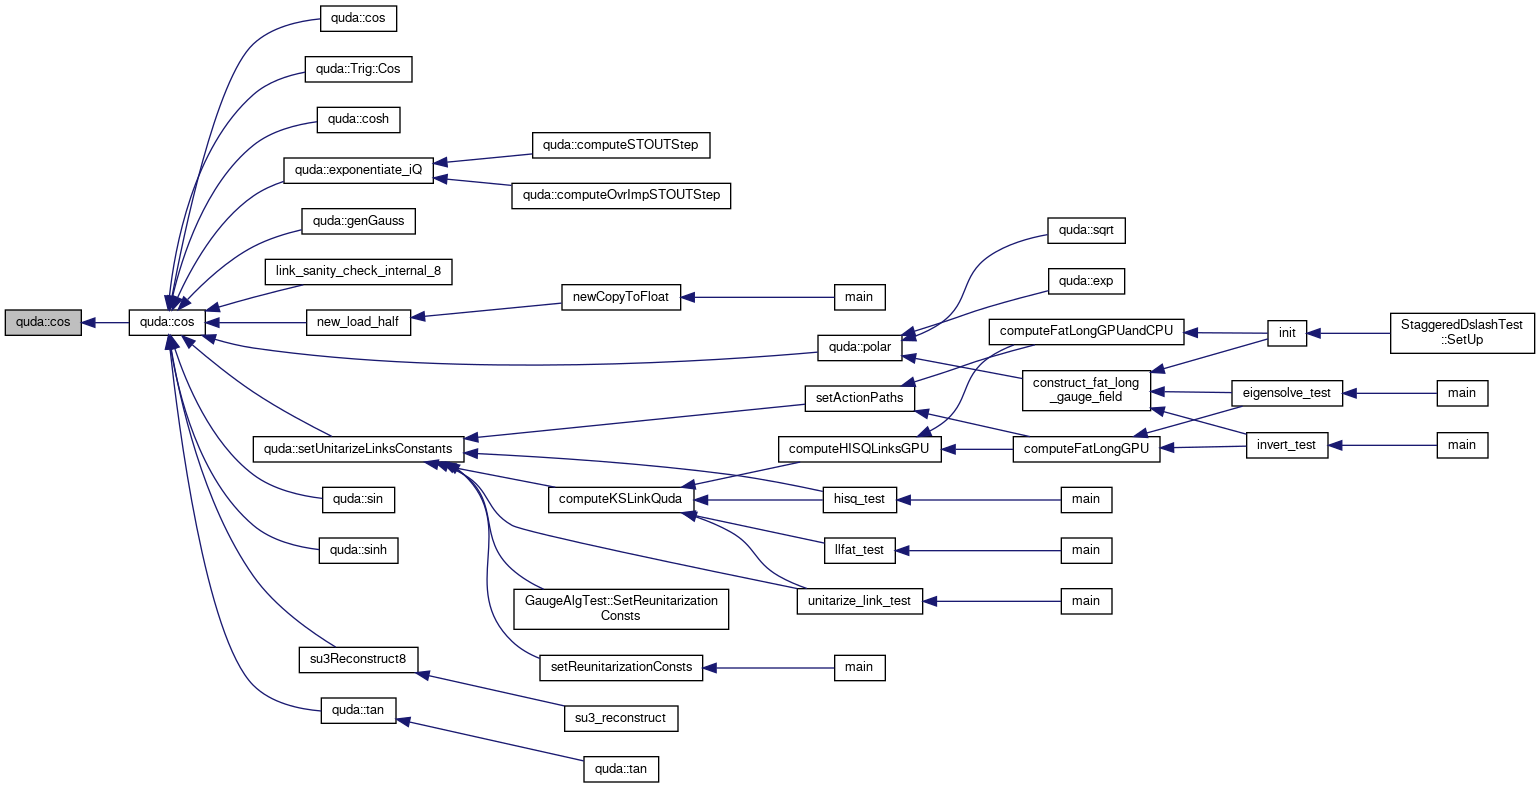 quda::cos
quda::cos
quda::cos
quda::Trig::Cos
quda::cosh
quda::exponentiate_iQ
quda::computeSTOUTStep
quda::computeOvrImpSTOUTStep
quda::genGauss
link_sanity_check_internal_8
new_load_half
newCopyToFloat
main
quda::polar
quda::sqrt
quda::exp
computeFatLongGPUandCPU
init
StaggeredDslashTest
::SetUp
construct_fat_long
_gauge_field
eigensolve_test
main
setActionPaths
computeHISQLinksGPU
computeFatLongGPU
invert_test
main
quda::setUnitarizeLinksConstants
computeKSLinkQuda
hisq_test
main
llfat_test
main
unitarize_link_test
main
GaugeAlgTest::SetReunitarization
Consts
setReunitarizationConsts
main
quda::sin
quda::sinh
su3Reconstruct8
su3_reconstruct
quda::tan
quda::tan